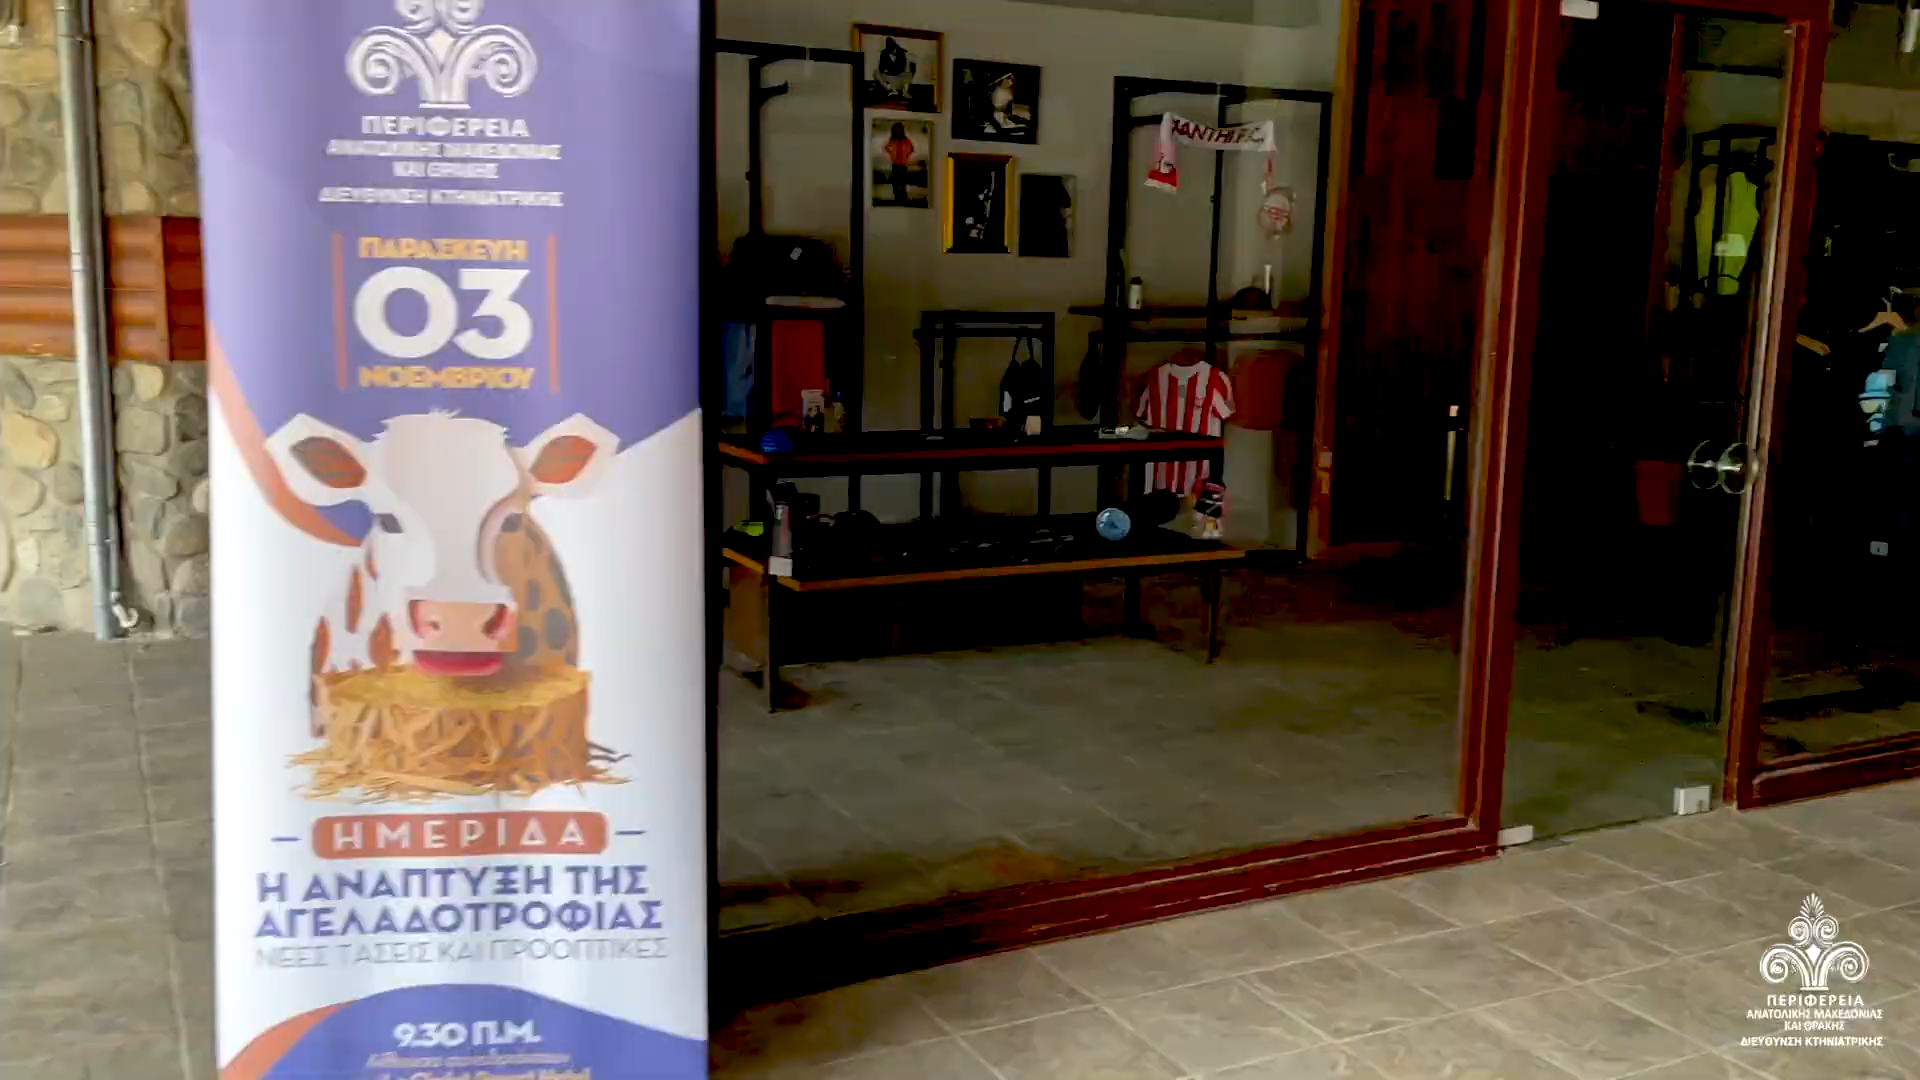 ΠΕΡΙΦΕΡΕΙΑ
ΑΝΑΤΟΛΙΚΗΣ ΜΑΚΕΔΟΝΙΑΣ
ΚΑΙ ΘΡΑΚΗΣ
ΔΙΕΥΘΥΝΣΗ ΚΤΗΝΙΑΤΡΙΚΗΣ
ΠΑΡΑΣΚΕΥΗ
03
ΝΟΕΜΒΡΙΟΥ
ΗΜΕΡΙΔΑ
Η ΑΝΑΠΤΥΞΗ ΤΗΣ
ΑΓΕΛΑΔΟΤΡΟΦΙΑΣ
ΝΕΕΣ ΤΑΣΕΙΣ ΚΑΙ ΠΡΟΟΠΤΙΚΕΣ
9.30 Π.Μ.
XANTHI F.C.
ΠΕΡΙΦΕΡΕΙΑ
ΑΝΑΤΟΛΙΚΗΣ ΜΑΚΕΔΟΝΙΑΣ
ΚΑΙ ΘΡΑΚΗΣ
ΔΙΕΥΘΥΝΣΗ ΚΤΗΝΙΑΤΡΙΚΗΣ